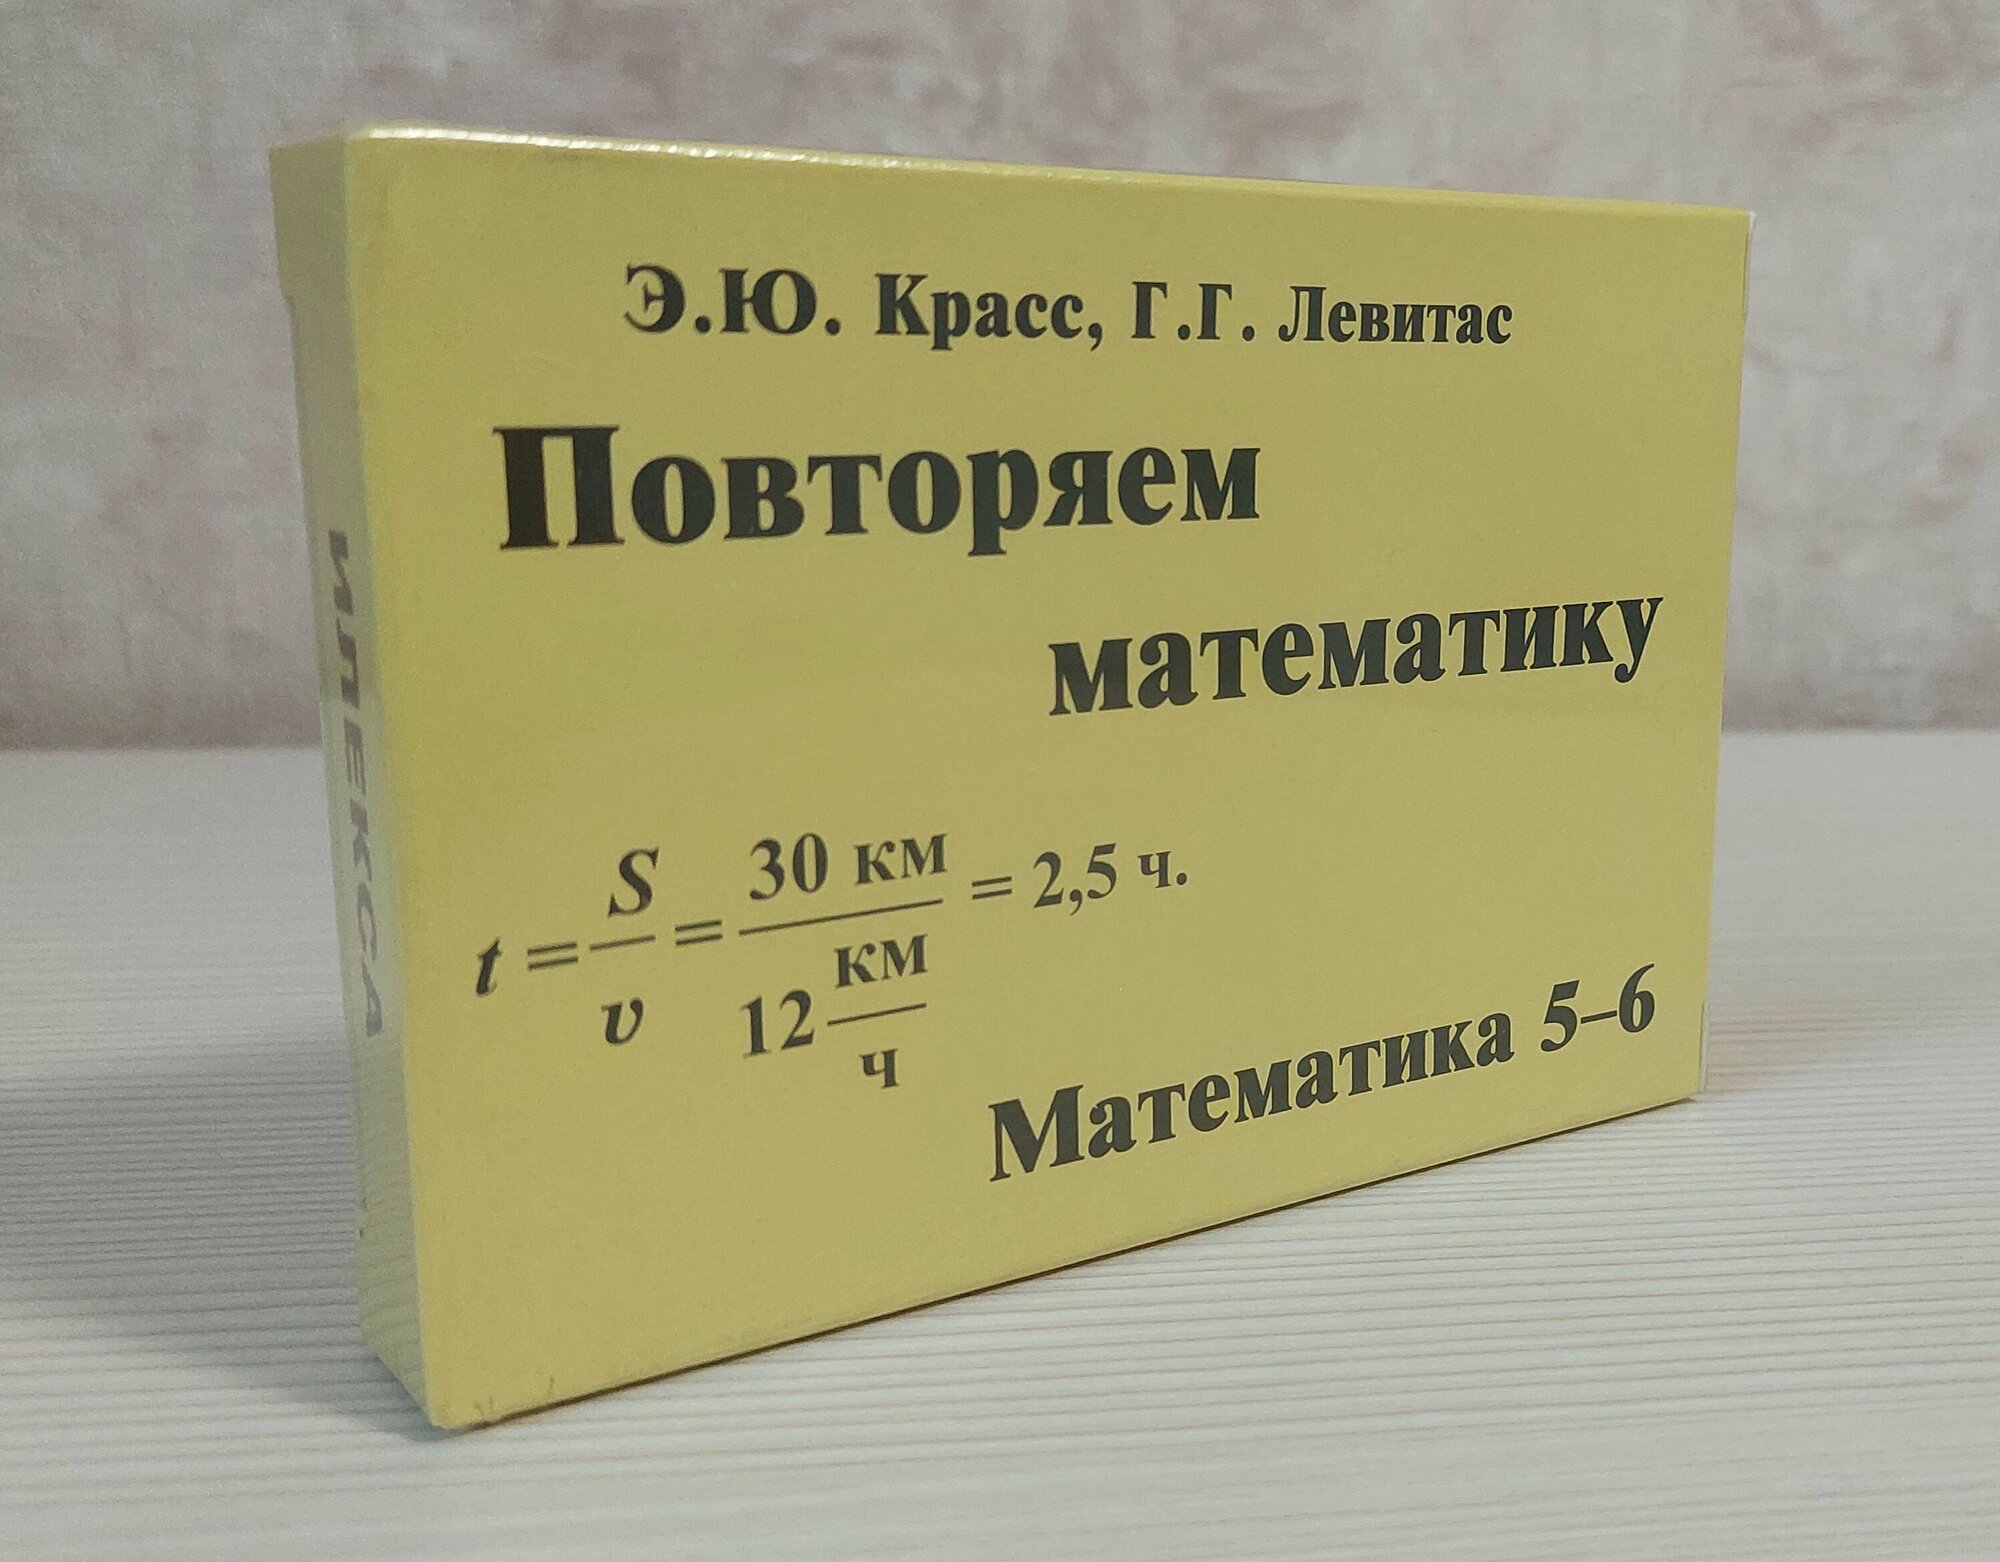 Э.Ю. Красс, Г.Г. Левитас
Повторяем
математику
t = S/v = 30 км / 12 км/ч = 2,5 ч.
Математика 5–6
ИЛЕКСА